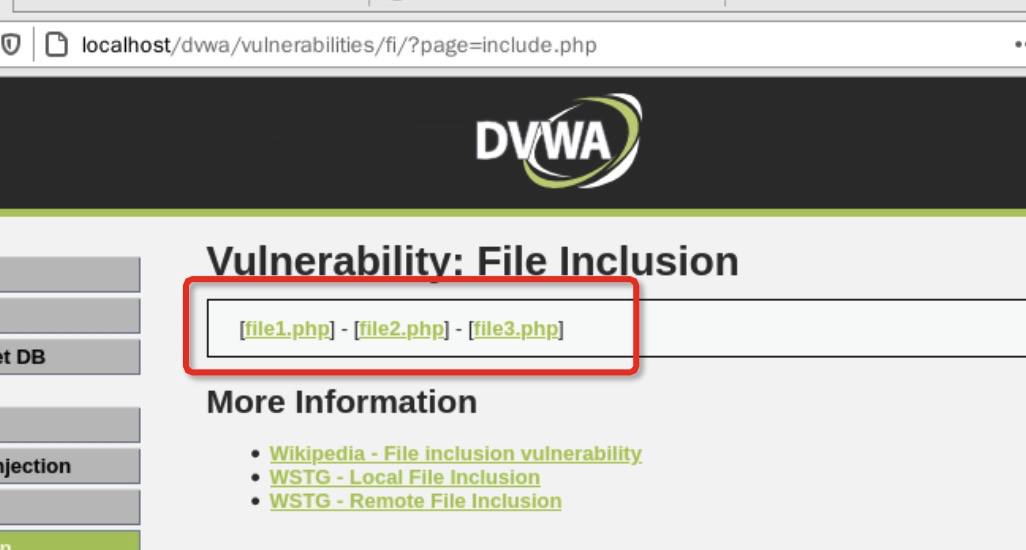 localhost/dvwa/vulnerabilities/fi/?page=include.php
DVWA
Vulnerability: File Inclusion
[file1.php] - [file2.php] - [file3.php]
et DB
More Information
njection
Wikipedia - File inclusion vulnerability
WSTG - Local File Inclusion
WSTG - Remote File Inclusion